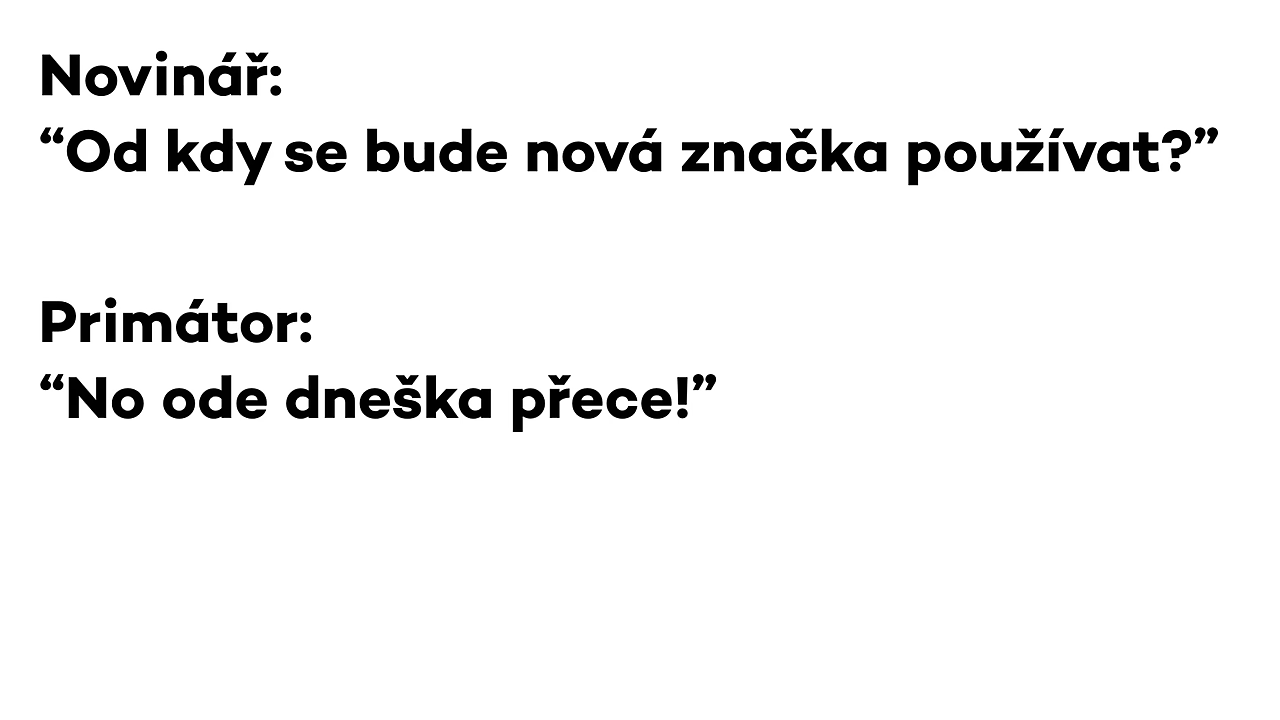 Novinář:
“Od kdy se bude nová značka používat?”
Primátor:
“No ode dneška přece!”